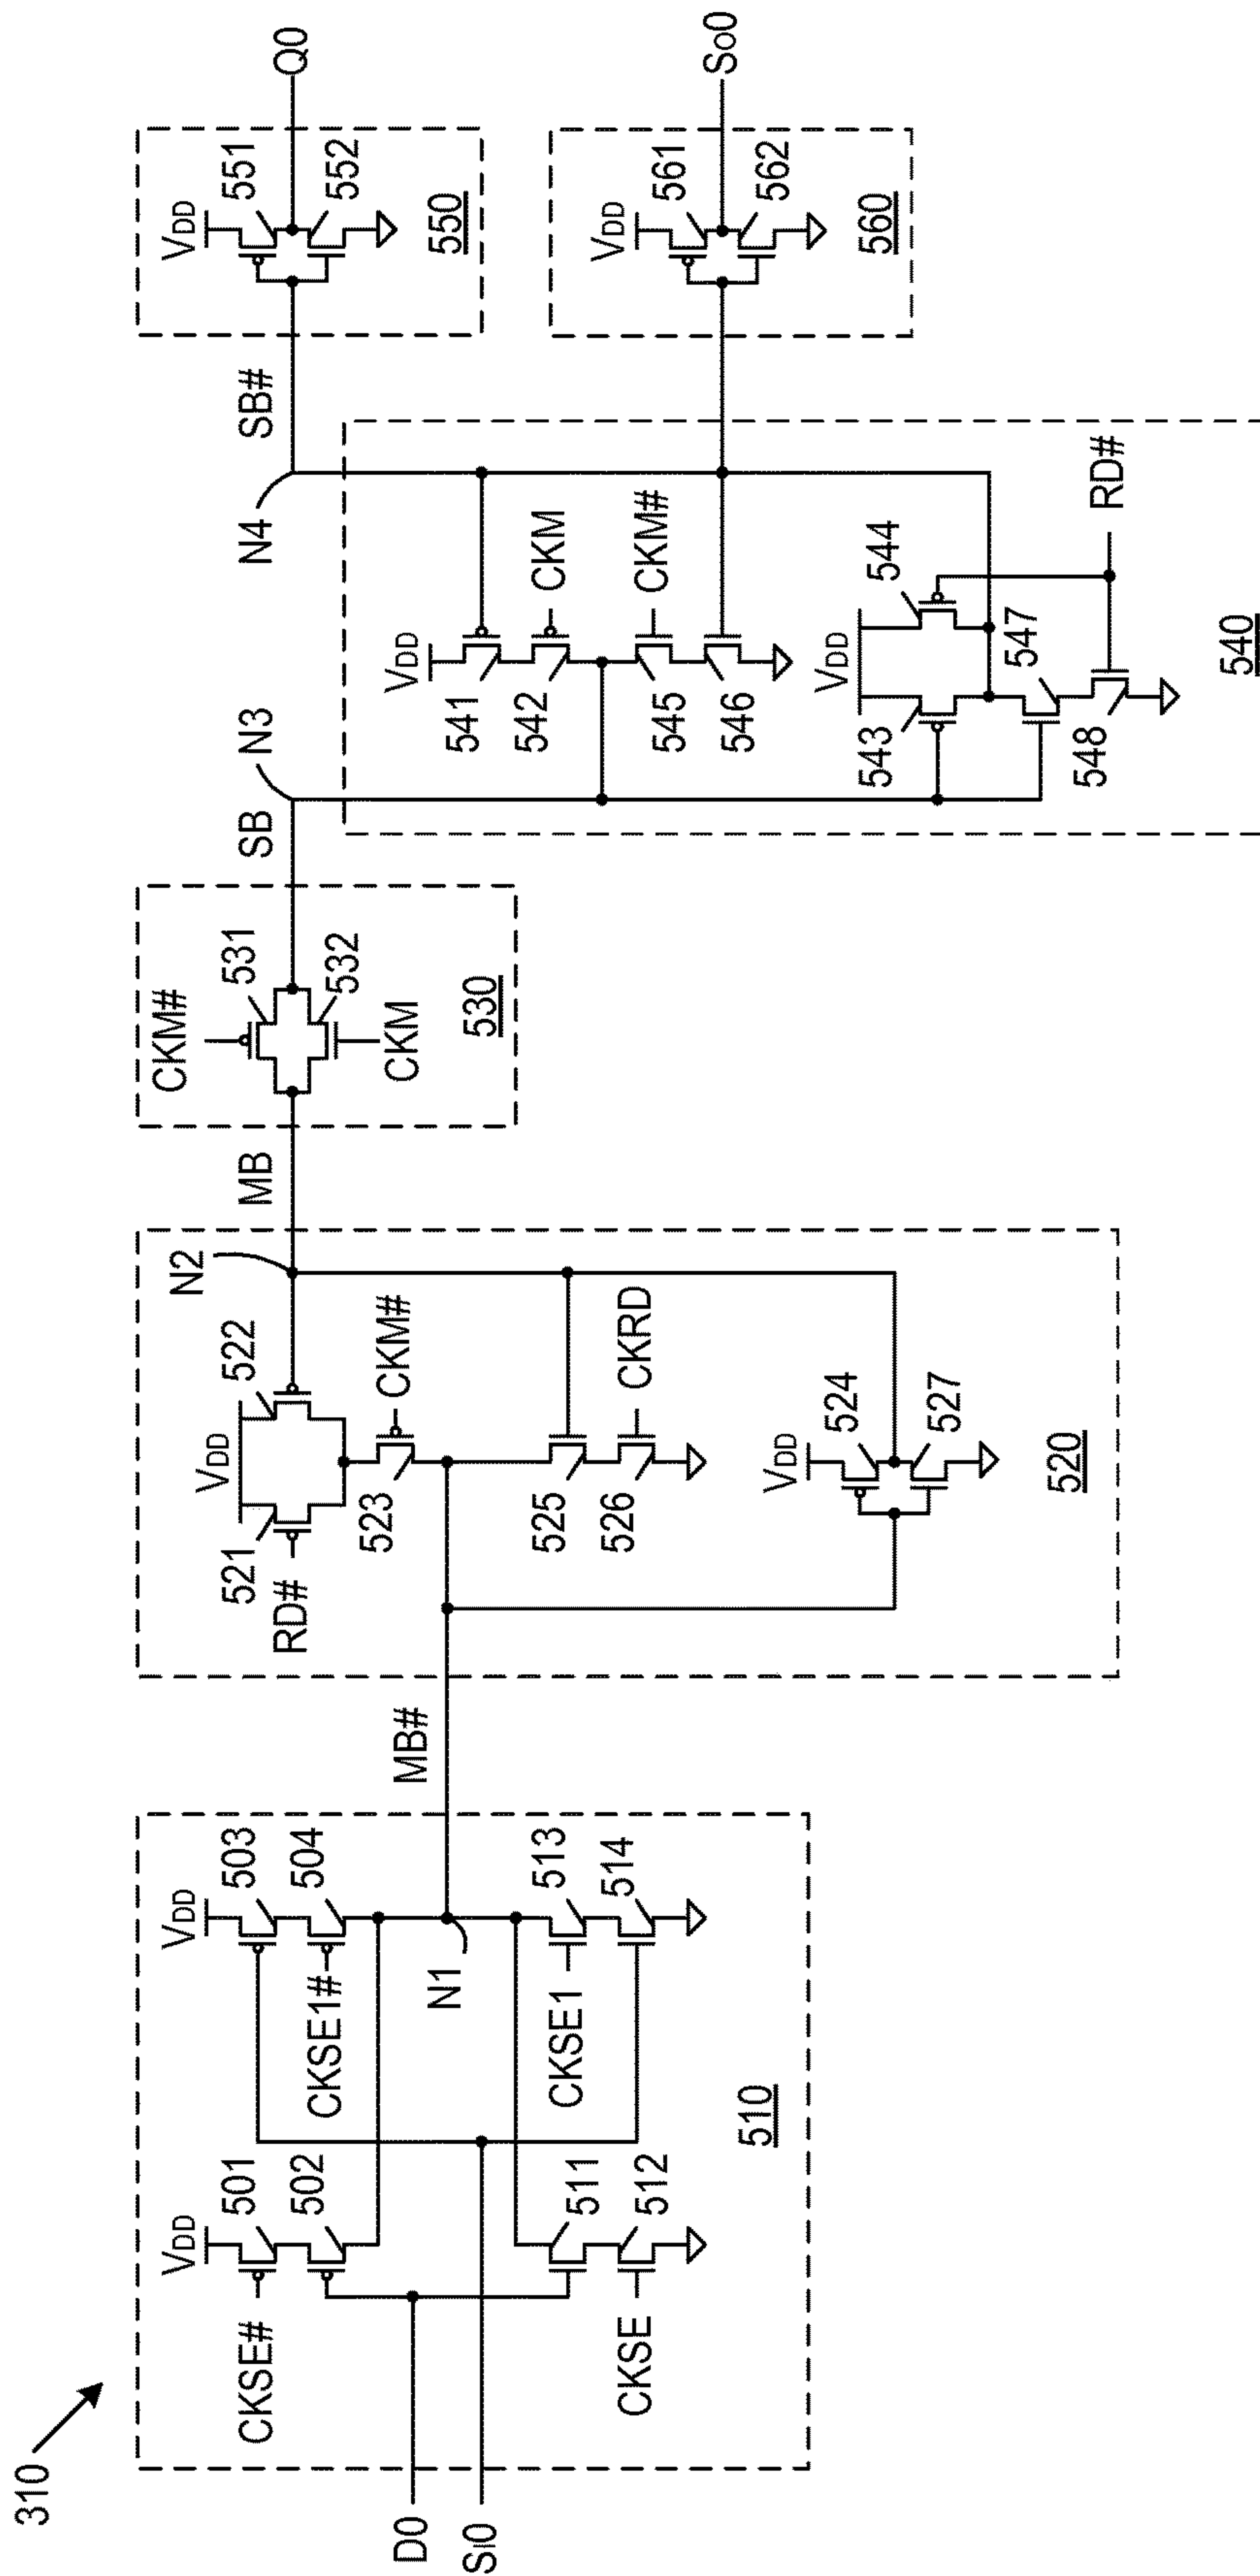 310
D0
SI0
CKSE#
VDD
501
502
511
512
CKSE
VDD
503
504
CKSE1#
N1
CKSE1
513
514
510
MB#
RD#
521
VDD
522
523
CKM#
525
526
CKRD
VDD
524
527
520
N2
MB
CKM#
531
532
CKM
530
SB
N3
N4
SB#
VDD
541
542
CKM
545
CKM#
546
VDD
543
544
547
548
RD#
540
VDD
551
552
550
Q0
VDD
561
562
560
SO0